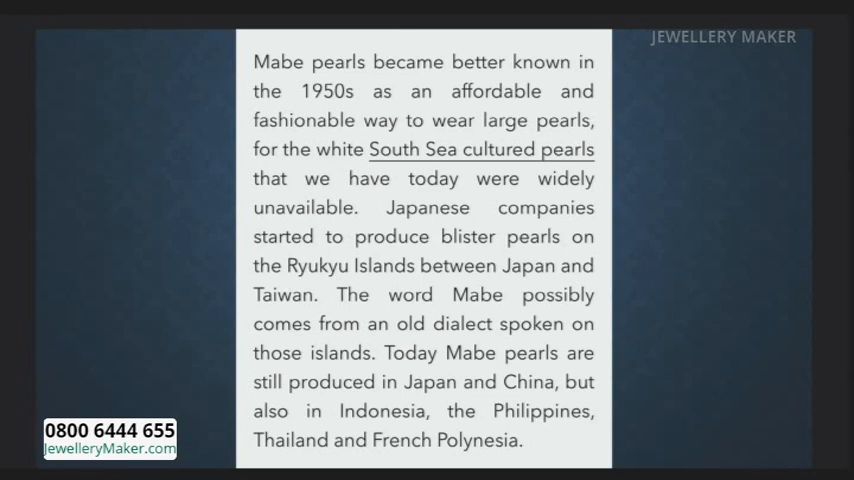 JEWELLERY MAKER
Mabe pearls became better known in
the 1950s as an affordable and
fashionable way to wear large pearls,
for the white South Sea cultured pearls
that we have today were widely
unavailable. Japanese companies
started to produce blister pearls on
the Ryukyu Islands between Japan and
Taiwan. The word Mabe possibly
comes from an old dialect spoken on
those islands. Today Mabe pearls are
still produced in Japan and China, but
also in Indonesia, the Philippines,
Thailand and French Polynesia.
0800 6444 655
JewelleryMaker.com